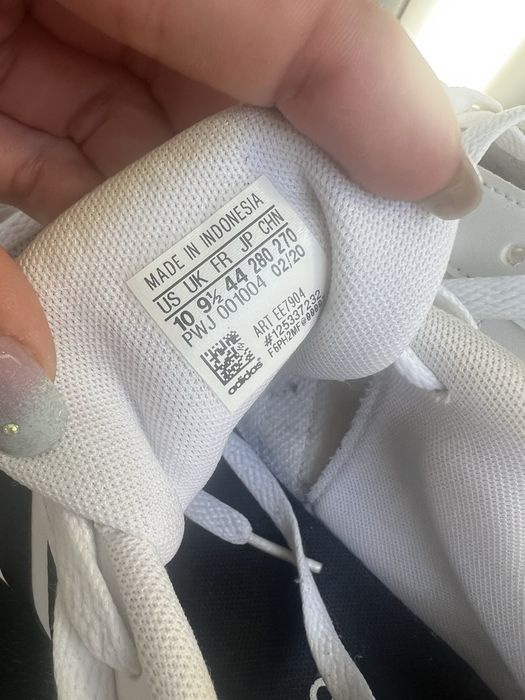 MADE IN INDONESIA
US UK FR JP CHN
10 9½ 44 280 270
PWJ 001004 02/20
ART EE7904
#125337232
adidas